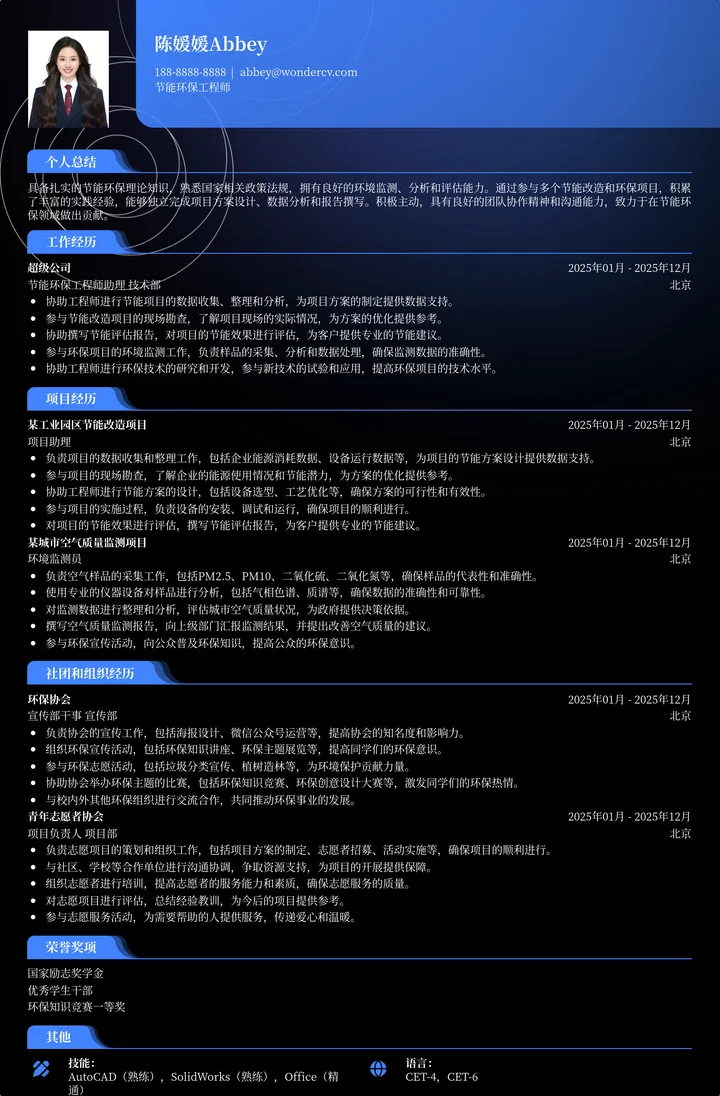 陈媛媛Abbey
188-8888-8888 | abbey@wondercv.com
节能环保工程师
个人总结
具备扎实的节能环保理论知识，熟悉国家相关政策法规，拥有良好的环境监测、分析和评估能力。通过参与多个节能改造和环保项目，积累
了丰富的实践经验，能够独立完成项目方案设计、数据分析和报告撰写。积极主动，具有良好的团队协作精神和沟通能力，致力于在节能环
保领域做出贡献。
工作经历
超级公司 2025年01月 - 2025年12月
节能环保工程师助理 技术部 北京
• 协助工程师进行节能项目的数据收集、整理和分析，为项目方案的制定提供数据支持。
• 参与节能改造项目的现场勘查，了解项目现场的实际情况，为方案的优化提供参考。
• 协助撰写节能评估报告，对项目的节能效果进行评估，为客户提供专业的节能建议。
• 参与环保项目的环境监测工作，负责样品的采集、分析和数据处理，确保监测数据的准确性。
• 协助工程师进行环保技术的研究和开发，参与新技术的试验和应用，提高环保项目的技术水平。
项目经历
某工业园区节能改造项目 2025年01月 - 2025年12月
项目助理 北京
• 负责项目的数据收集和整理工作，包括企业能源消耗数据、设备运行数据等，为项目的节能方案设计提供数据支持。
• 参与项目的现场勘查，了解企业的能源使用情况和节能潜力，为方案的优化提供参考。
• 协助工程师进行节能方案的设计，包括设备选型、工艺优化等，确保方案的可行性和有效性。
• 参与项目的实施过程，负责设备的安装、调试和运行，确保项目的顺利进行。
• 对项目的节能效果进行评估，撰写节能评估报告，为客户提供专业的节能建议。
某城市空气质量监测项目 2025年01月 - 2025年12月
环境监测员 北京
• 负责空气样品的采集工作，包括PM2.5、PM10、二氧化硫、二氧化氮等，确保样品的代表性和准确性。
• 使用专业的仪器设备对样品进行分析，包括气相色谱、质谱等，确保数据的准确性和可靠性。
• 对监测数据进行整理和分析，评估城市空气质量状况，为政府提供决策依据。
• 撰写空气质量监测报告，向上级部门汇报监测结果，并提出改善空气质量的建议。
• 参与环保宣传活动，向公众普及环保知识，提高公众的环保意识。
社团和组织经历
环保协会 2025年01月 - 2025年12月
宣传部干事 宣传部 北京
• 负责协会的宣传工作，包括海报设计、微信公众号运营等，提高协会的知名度和影响力。
• 组织环保宣传活动，包括环保知识讲座、环保主题展览等，提高同学们的环保意识。
• 参与环保志愿活动，包括垃圾分类宣传、植树造林等，为环境保护贡献力量。
• 协助协会举办环保主题的比赛，包括环保知识竞赛、环保创意设计大赛等，激发同学们的环保热情。
• 与校内外其他环保组织进行交流合作，共同推动环保事业的发展。
青年志愿者协会 2025年01月 - 2025年12月
项目负责人 项目部 北京
• 负责志愿项目的策划和组织工作，包括项目方案的制定、志愿者招募、活动实施等，确保项目的顺利进行。
• 与社区、学校等合作单位进行沟通协调，争取资源支持，为项目的开展提供保障。
• 组织志愿者进行培训，提高志愿者的服务能力和素质，确保志愿服务的质量。
• 对志愿项目进行评估，总结经验教训，为今后的项目提供参考。
• 参与志愿服务活动，为需要帮助的人提供服务，传递爱心和温暖。
荣誉奖项
国家励志奖学金
优秀学生干部
环保知识竞赛一等奖
其他
技能：
AutoCAD（熟练），SolidWorks（熟练），Office（精
通）
语言：
CET-4，CET-6